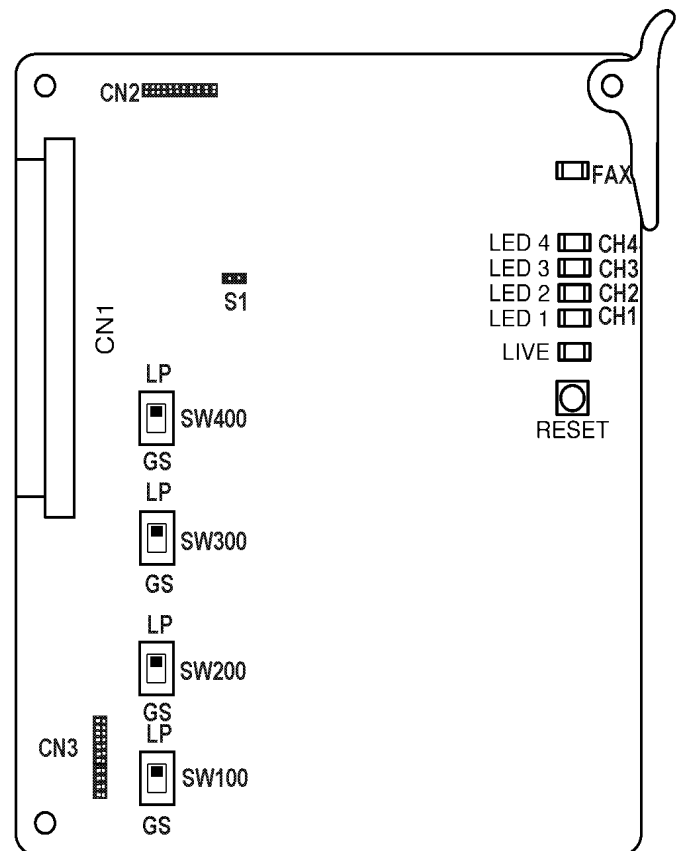 CN2
FAX
LED 4 CH4
LED 3 CH3
LED 2 CH2
LED 1 CH1
S1
CN1
LIVE
LP
SW400
RESET
GS
LP
SW300
GS
LP
SW200
GS
LP
CN3
SW100
GS